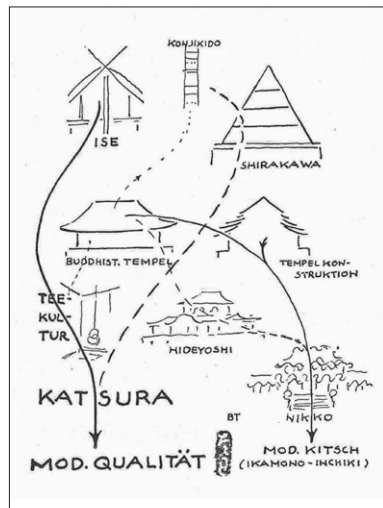 KONJIKIDO
ISE
SHIRAKAWA
BUDDHIST. TEMPEL
TEMPEL KON-
STRUKTION
TEE-
KUL-
TUR
HIDEYOSHI
KATSURA
NIKKO
BT
MOD. QUALITÄT
MOD. KITSCH
(IKAMONO-INCHIKI)